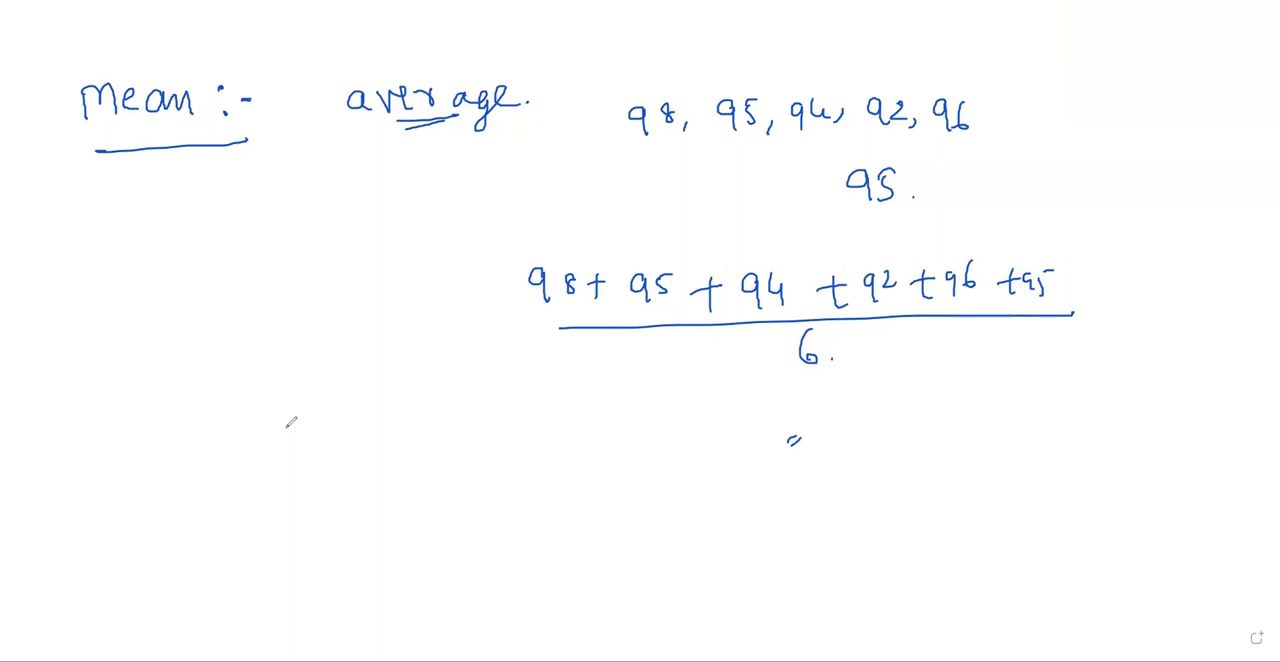 Mean :- average. 98, 95, 94, 92, 96
95.
98 + 95 + 94 + 92 + 96 + 95
6.
=